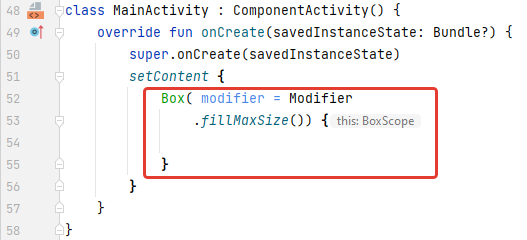 48 class MainActivity : ComponentActivity() {
49 override fun onCreate(savedInstanceState: Bundle?) {
50 super.onCreate(savedInstanceState)
51 setContent {
52 Box( modifier = Modifier
53 .fillMaxSize()) { this: BoxScope
54
55 }
56 }
57 }
58 }